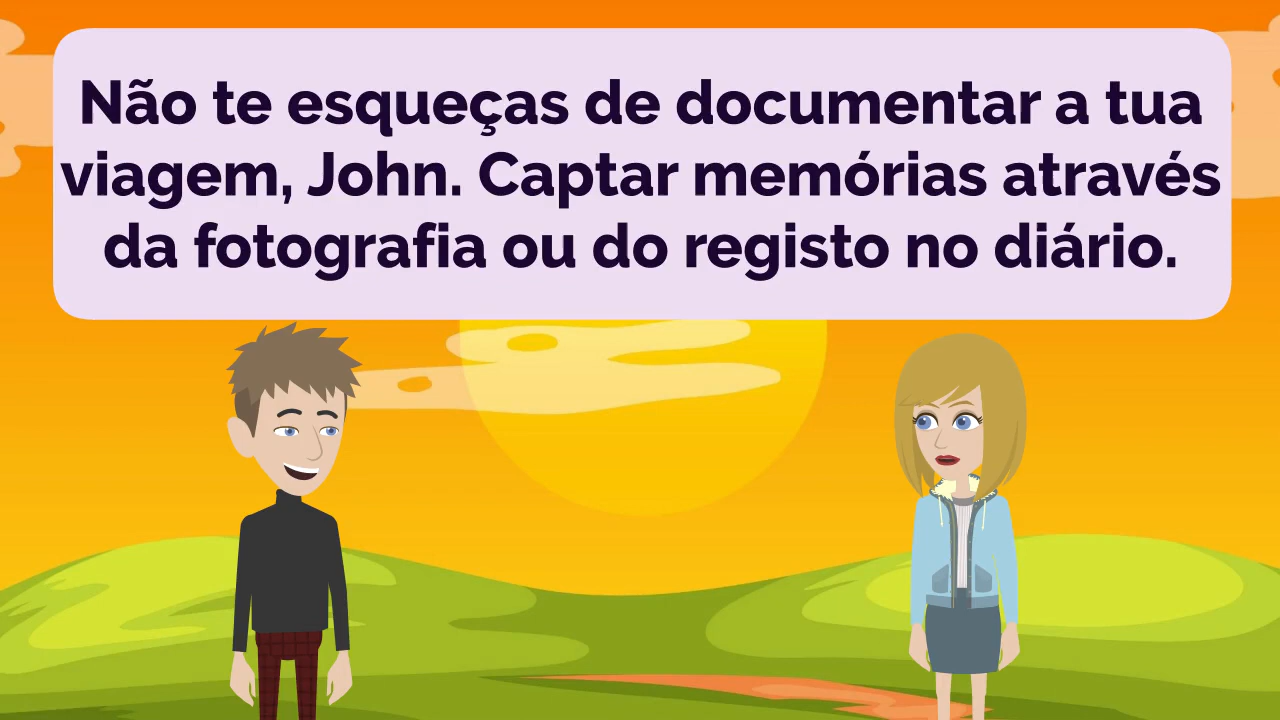 Não te esqueças de documentar a tua
viagem, John. Captar memórias através
da fotografia ou do registo no diário.